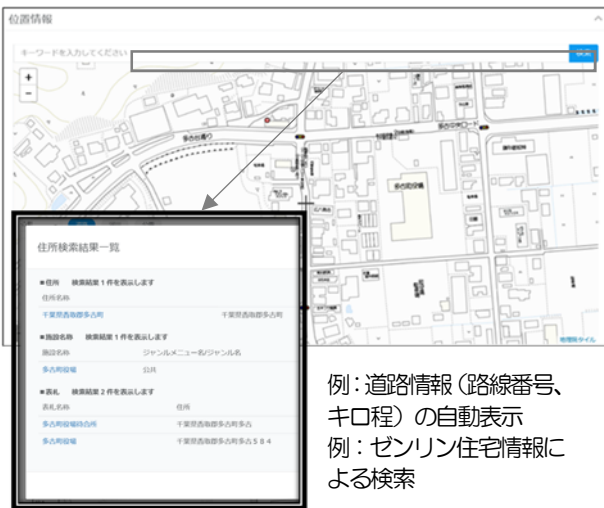 位置情報
キーワードを入力してください
検索
+
−
多古台通り
多古中央ロード
多古町役場
住所検索結果一覧
■住所 検索結果1件を表示します
住所名称
千葉県香取郡多古町 千葉県香取郡多古町
■施設名称 検索結果1件を表示します
施設名称 ジャンルメニュー名/ジャンル名
多古町役場 公共
■表札 検索結果2件を表示します
表札名称 住所
多古町役場待合所 千葉県香取郡多古町多古
多古町役場 千葉県香取郡多古町多古584
地理院タイル
例：道路情報（路線番号、
キロ程）の自動表示
例：ゼンリン住宅情報に
よる検索